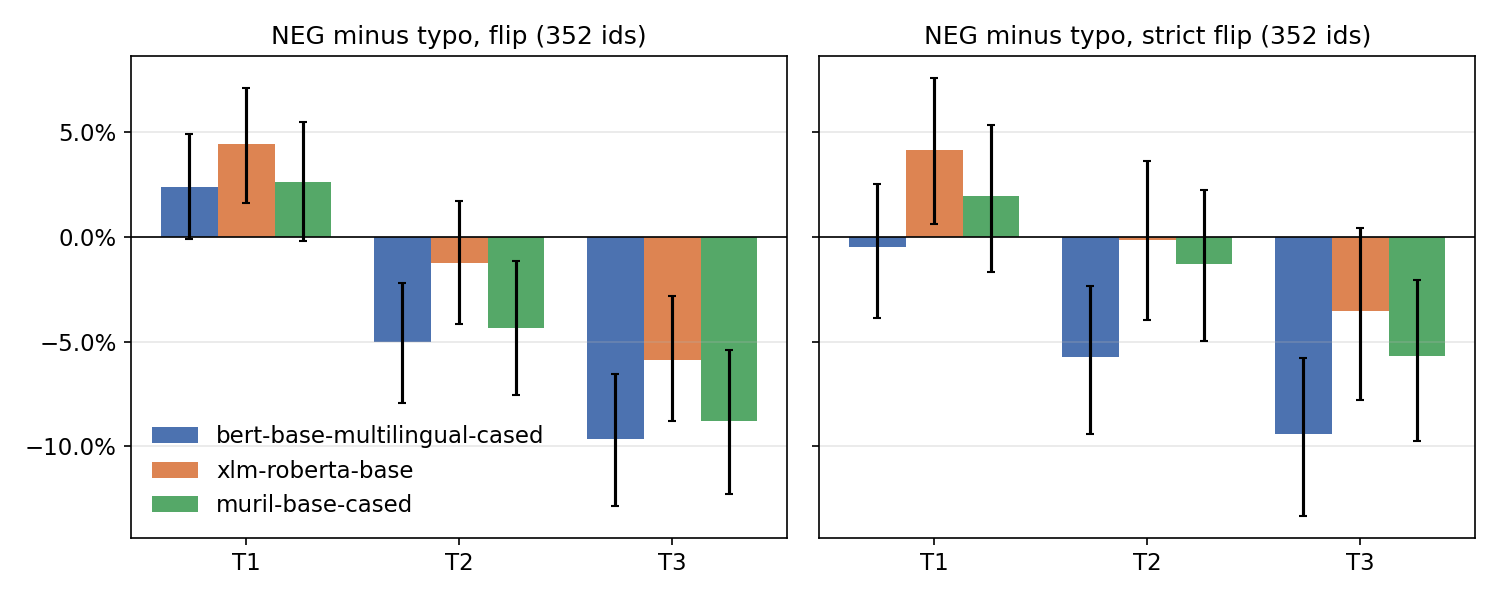 NEG minus typo, flip (352 ids)
NEG minus typo, strict flip (352 ids)
5.0%
0.0%
−5.0%
−10.0%
bert-base-multilingual-cased
xlm-roberta-base
muril-base-cased
T1 T2 T3
T1 T2 T3